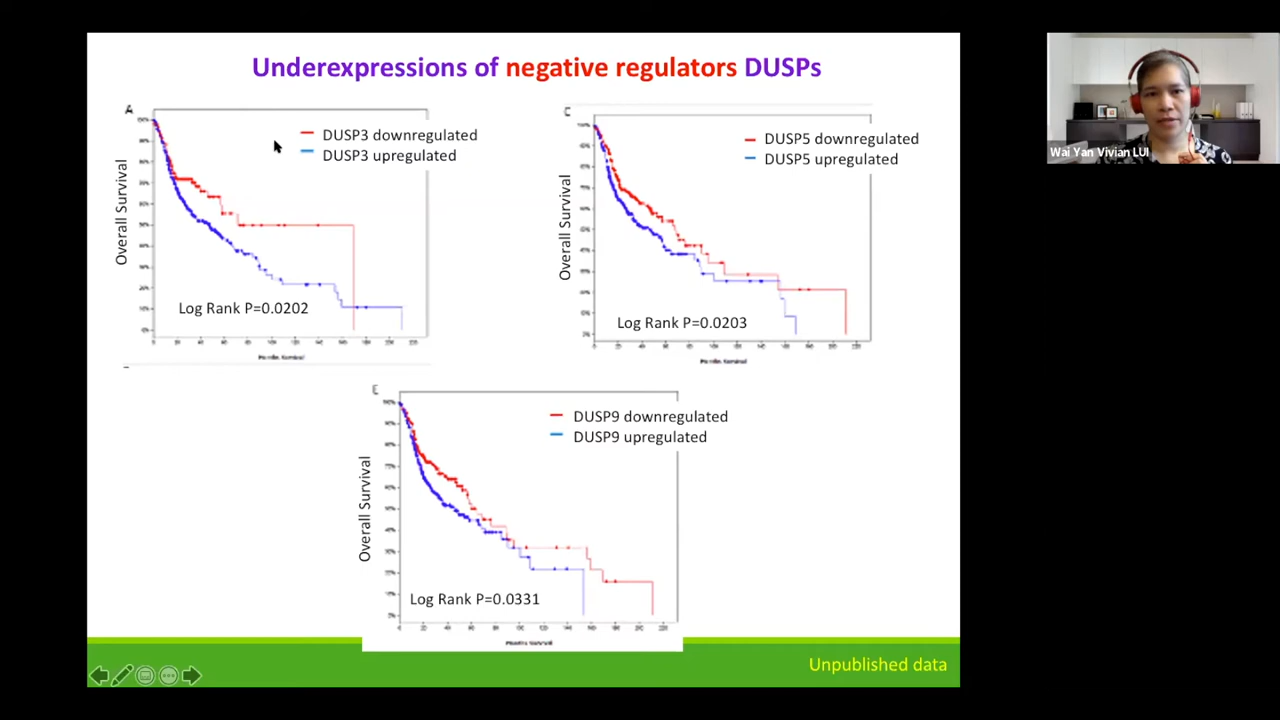 Underexpressions of negative regulators DUSPs
A
DUSP3 downregulated
DUSP3 upregulated
Overall Survival
Log Rank P=0.0202
C
DUSP5 downregulated
DUSP5 upregulated
Overall Survival
Log Rank P=0.0203
E
DUSP9 downregulated
DUSP9 upregulated
Overall Survival
Log Rank P=0.0331
Unpublished data
Wai Yan Vivian LUI